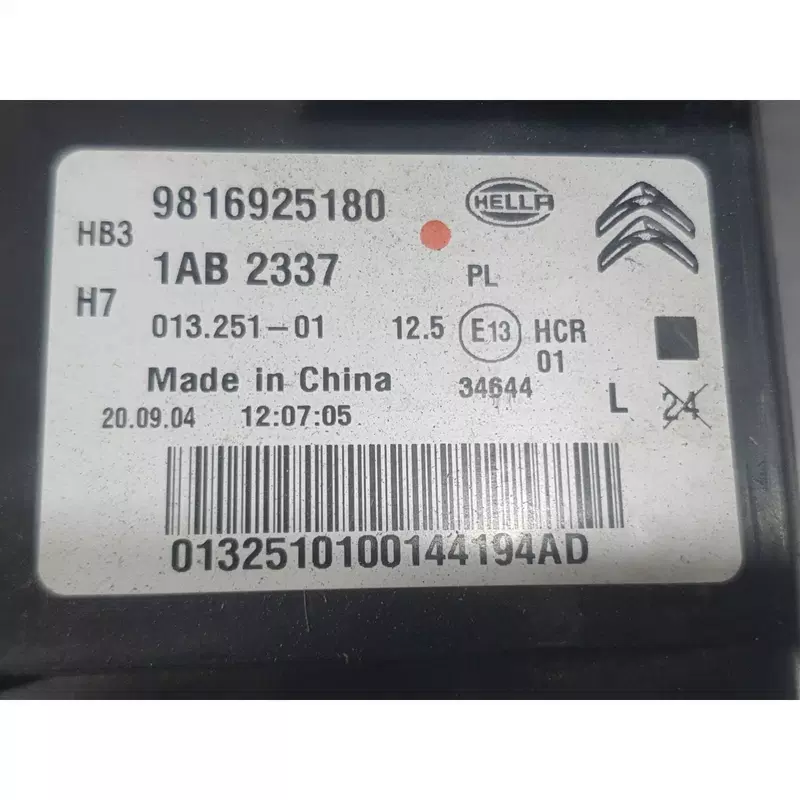 9816925180
HELLA
HB3
1AB 2337
PL
H7
013.251-01
12.5
E13
HCR
01
Made in China
34644
L
24
20.09.04 12:07:05
0132510100144194AD